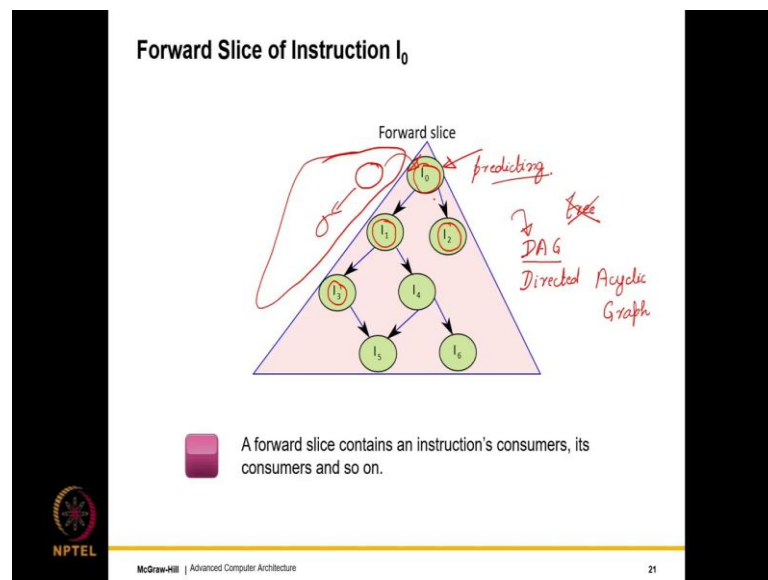 Forward Slice of Instruction I₀
Forward slice
I₀
predicting.
I₁
I₂
tree
DAG
Directed Acyclic
Graph
I₃
I₄
I₅
I₆
A forward slice contains an instruction's consumers, its
consumers and so on.
NPTEL
McGraw-Hill | Advanced Computer Architecture
21